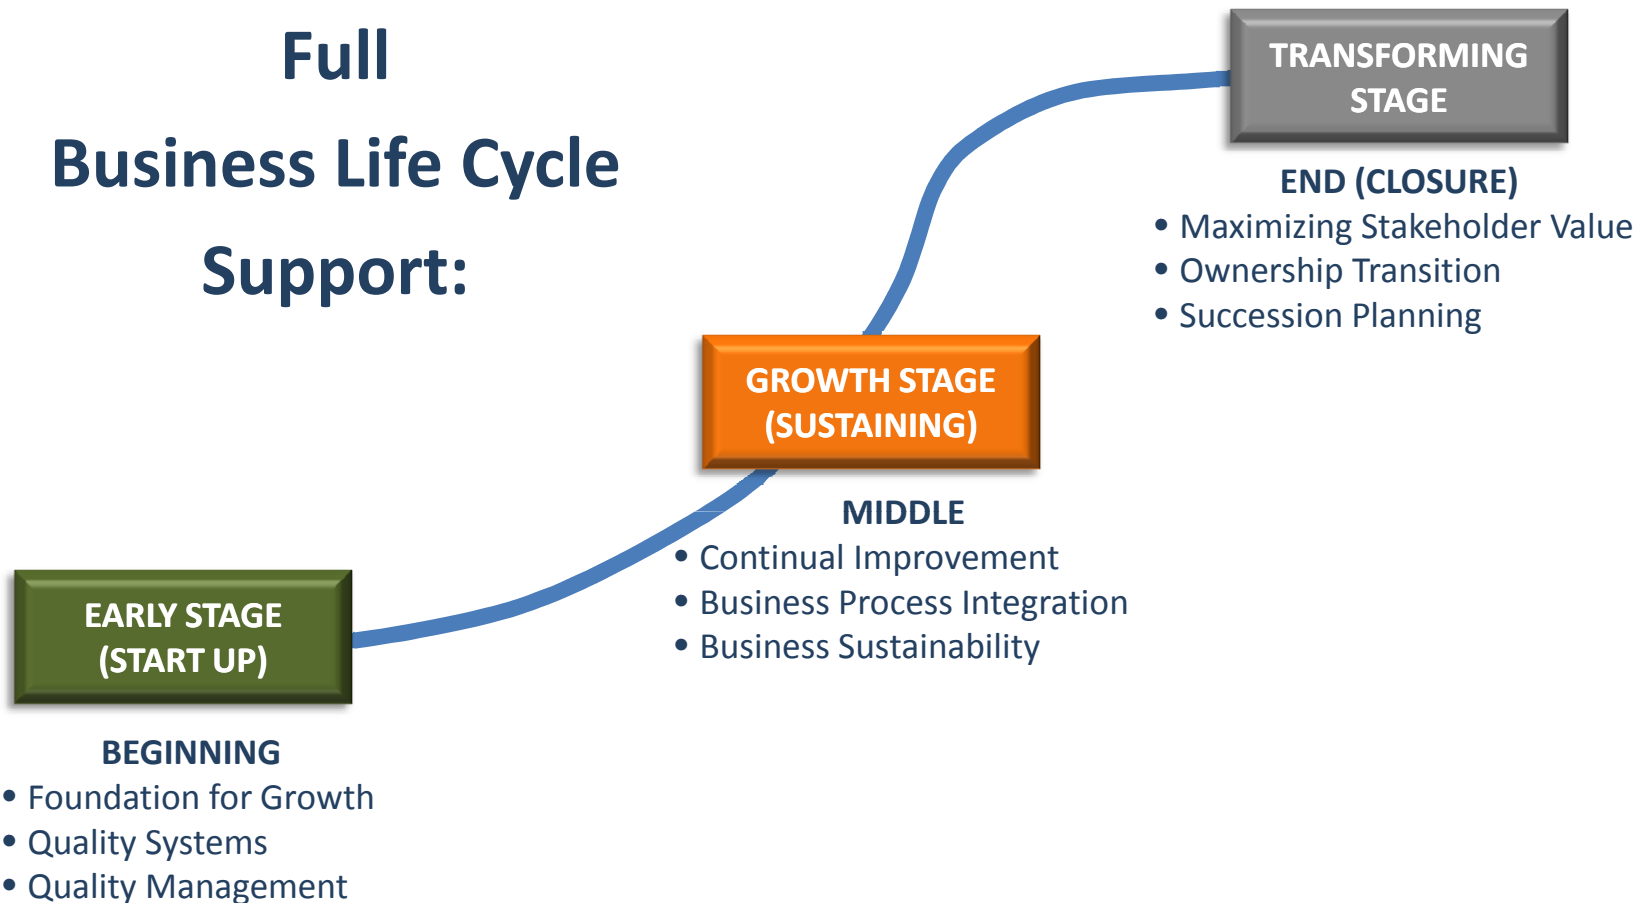 Full
Business Life Cycle
Support:
TRANSFORMING
STAGE
END (CLOSURE)
• Maximizing Stakeholder Value
• Ownership Transition
• Succession Planning
GROWTH STAGE
(SUSTAINING)
MIDDLE
• Continual Improvement
• Business Process Integration
• Business Sustainability
EARLY STAGE
(START UP)
BEGINNING
• Foundation for Growth
• Quality Systems
• Quality Management